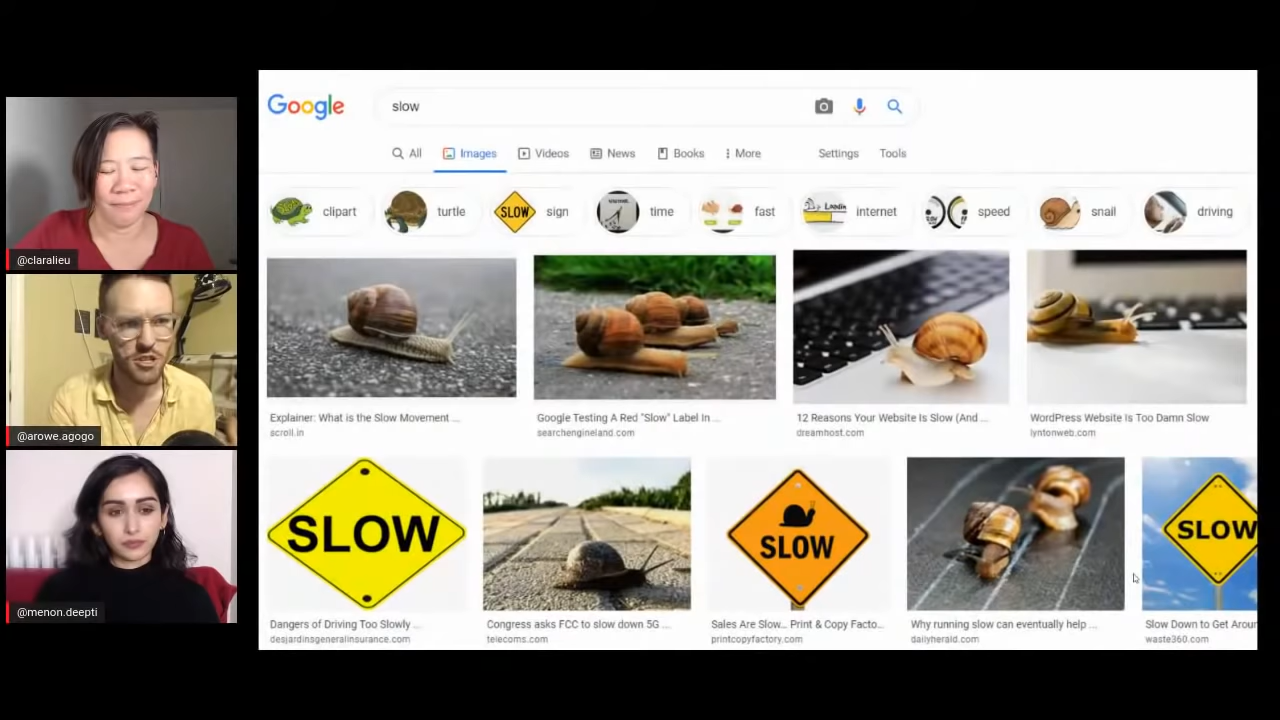 @claralieu
@arowe.agogo
@menon.deepti
Google
slow
All
Images
Videos
News
Books
More
Settings
Tools
clipart
turtle
SLOW
sign
time
fast
internet
speed
snail
driving
Explainer: What is the Slow Movement ...
scroll.in
Google Testing A Red "Slow" Label In ...
searchengineland.com
12 Reasons Your Website Is Slow (And ...
dreamhost.com
WordPress Website Is Too Damn Slow
lyntonweb.com
SLOW
SLOW
SLOW
Dangers of Driving Too Slowly ...
desjardinsgeneralinsurance.com
Congress asks FCC to slow down 5G ...
telecoms.com
Sales Are Slow... Print & Copy Facto...
printcopyfactory.com
Why running slow can eventually help ...
dailyherald.com
Slow Down to Get Aroun
waste360.com